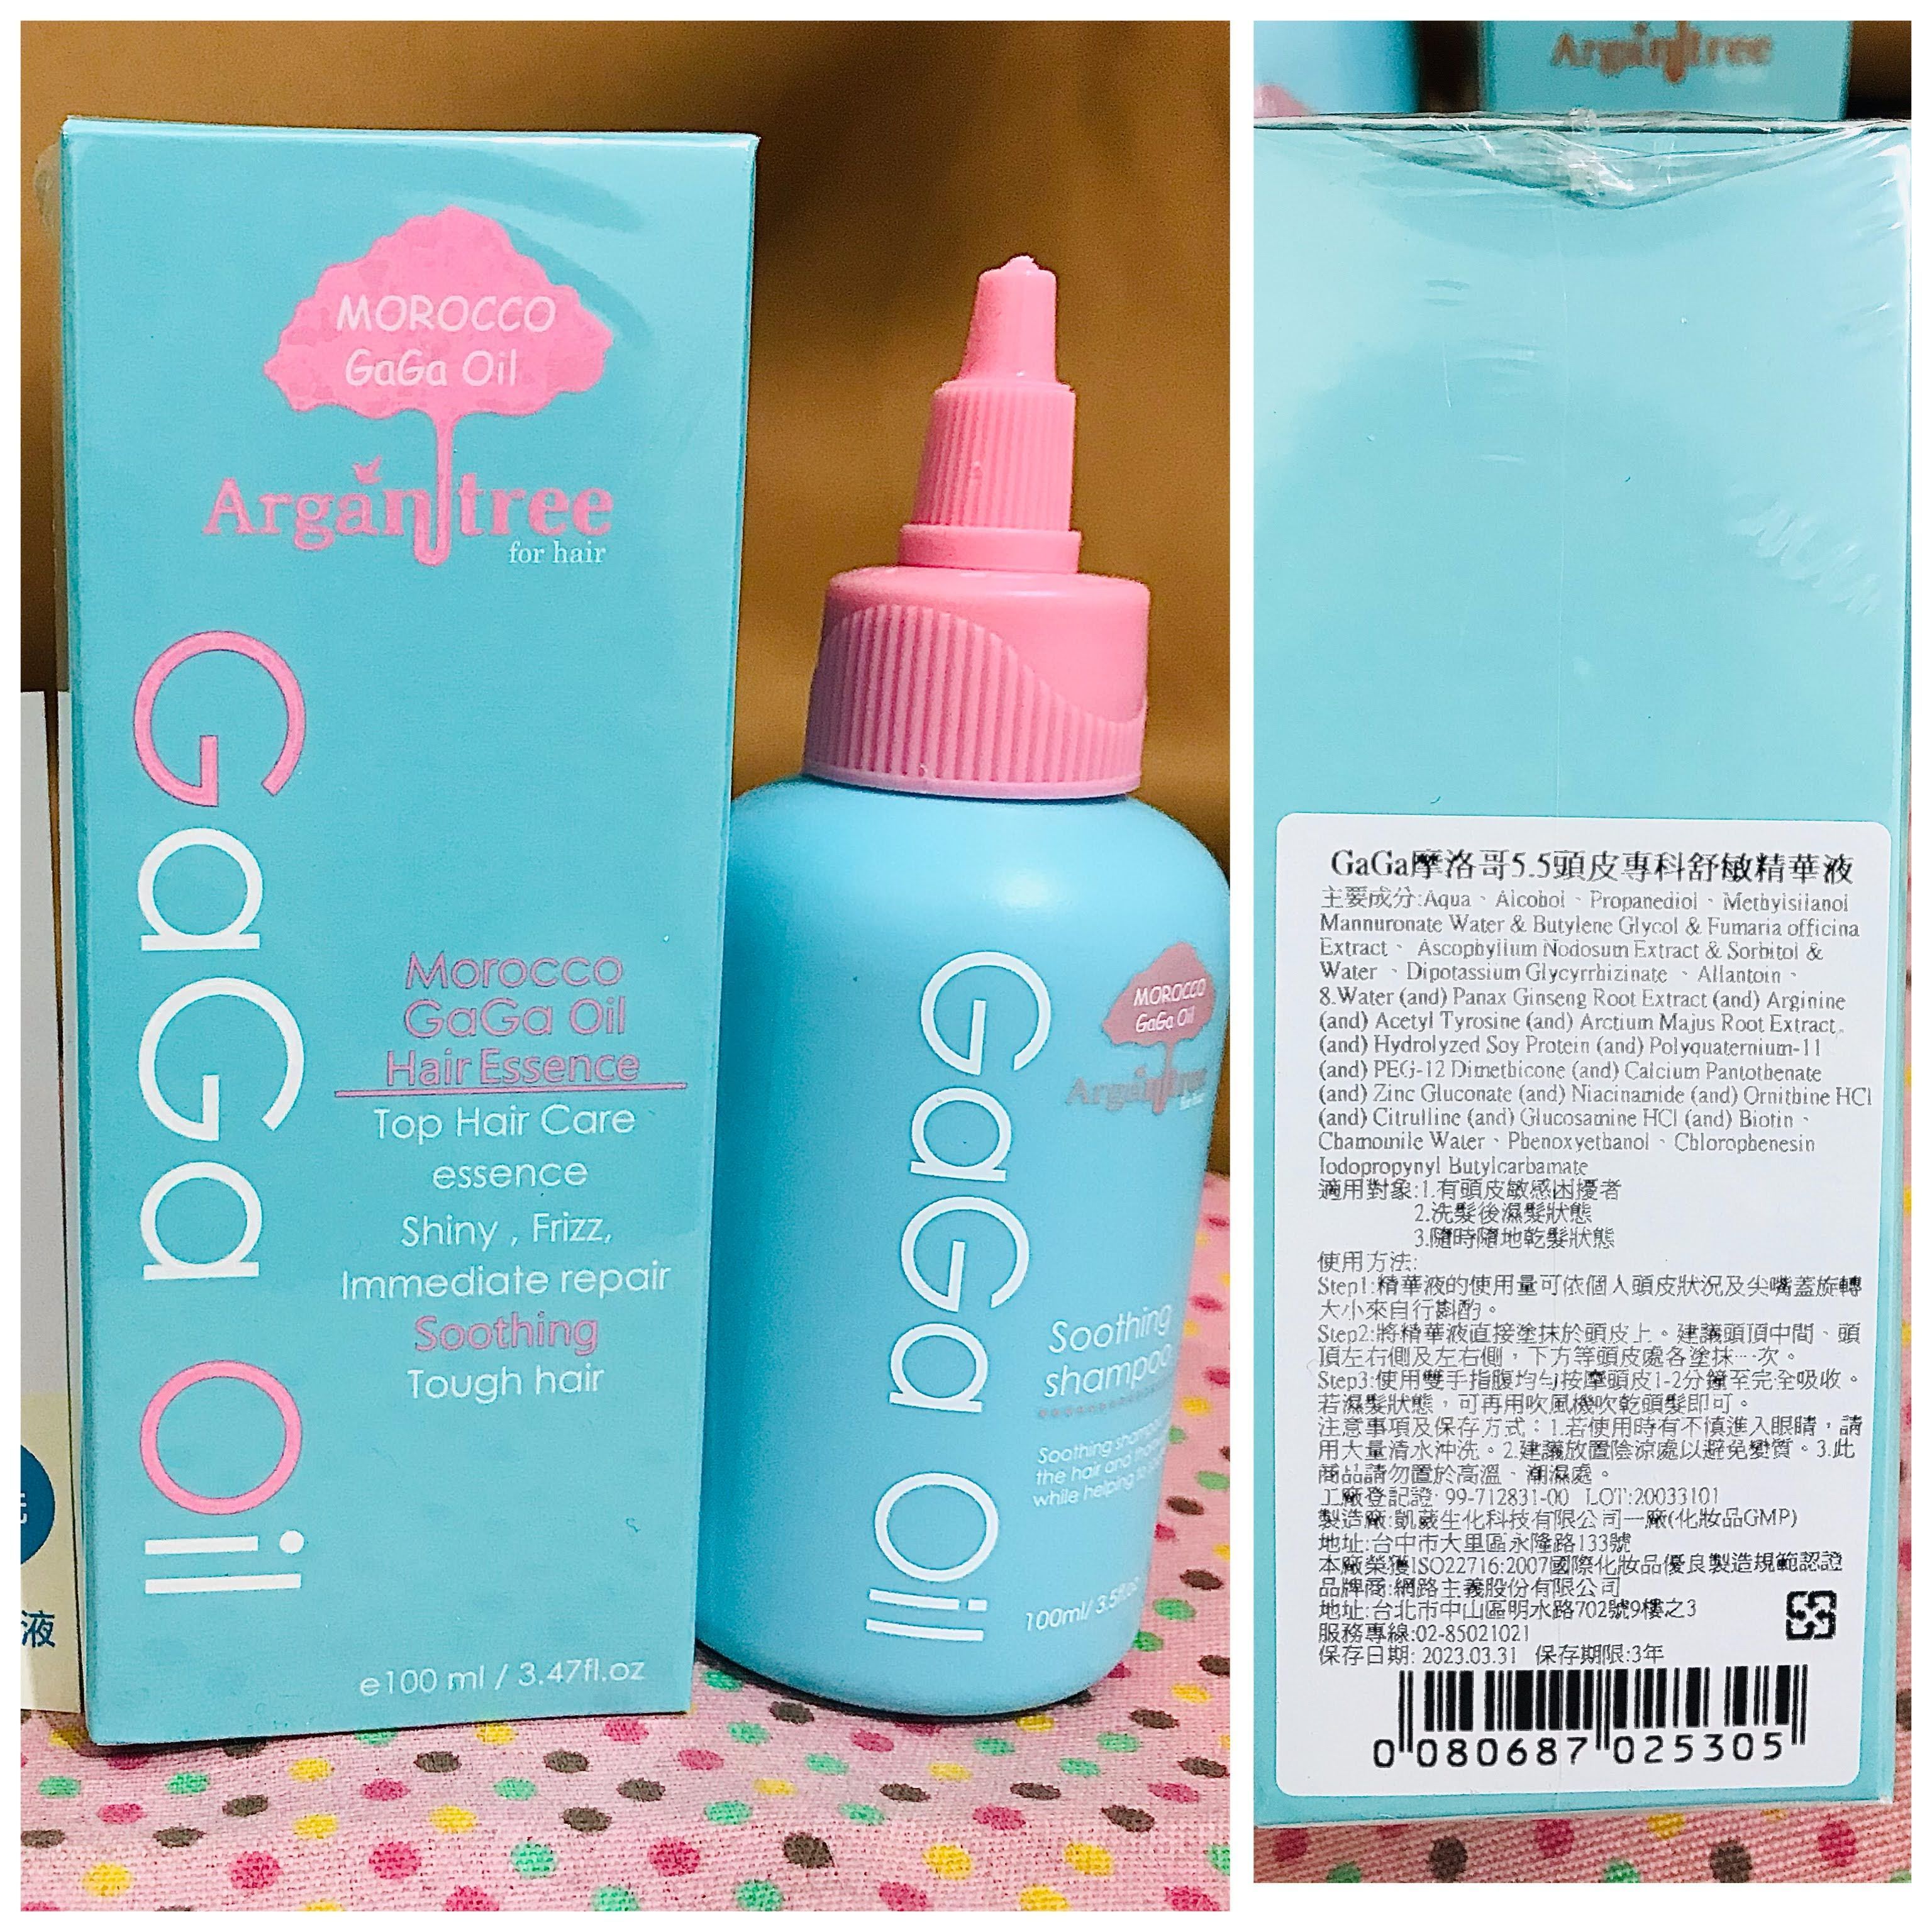 MOROCCO
GaGa Oil
Argan tree
for hair
GaGa Oil
Morocco
GaGa Oil
Hair Essence
Top Hair Care
essence
Shiny , Frizz,
Immediate repair
Soothing
Tough hair
e100 ml / 3.47fl.oz
液
GaGa Oil
MOROCCO
GaGa Oil
Argan tree
for hair
Soothing
shampoo
Soothing
the hair and
while helping to
100ml/ 3.5fl.oz
Argan tree
GaGa摩洛哥5.5頭皮專科舒敏精華液
主要成分:Aqua、Alcohol、Propanediol、Methylsilanol
Mannuronate Water & Butylene Glycol & Fumaria officina
Extract、 Ascophyllum Nodosum Extract & Sorbitol &
Water 、Dipotassium Glycyrrhizinate 、Allantoin、
8.Water (and) Panax Ginseng Root Extract (and) Arginine
(and) Acetyl Tyrosine (and) Arctium Majus Root Extract
(and) Hydrolyzed Soy Protein (and) Polyquaternium-11
(and) PEG-12 Dimethicone (and) Calcium Pantothenate
(and) Zinc Gluconate (and) Niacinamide (and) Ornithine HCl
(and) Citrulline (and) Glucosamine HCl (and) Biotin、
Chamomile Water、Phenoxyethanol、Chlorophenesin
Iodopropynyl Butylcarbamate
適用對象:1.有頭皮敏感困擾者
2.洗髮後濕髮狀態
3.隨時隨地乾髮狀態
使用方法:
Step1:精華液的使用量可依個人頭皮狀況及尖嘴蓋旋轉
大小來自行斟酌。
Step2:將精華液直接塗抹於頭皮上。建議頭頂中間、頭
頂左右側及左右側，下方等頭皮處各塗抹一次。
Step3:使用雙手指腹均勻按摩頭皮1-2分鐘至完全吸收。
若濕髮狀態，可再用吹風機吹乾頭髮即可。
注意事項及保存方式：1.若使用時有不慎進入眼睛，請
用大量清水沖洗。2.建議放置陰涼處以避免變質。3.此
商品請勿置於高溫、潮濕處。
工廠登記證: 99-712831-00 LOT:20033101
製造廠:凱葳生化科技有限公司一廠(化妝品GMP)
地址:台中市大里區永隆路133號
本廠榮獲ISO22716:2007國際化妝品優良製造規範認證
品牌商:網路主義股份有限公司
地址:台北市中山區明水路702號9樓之3
服務專線:02-85021021
保存日期: 2023.03.31 保存期限:3年
0 080687 025305